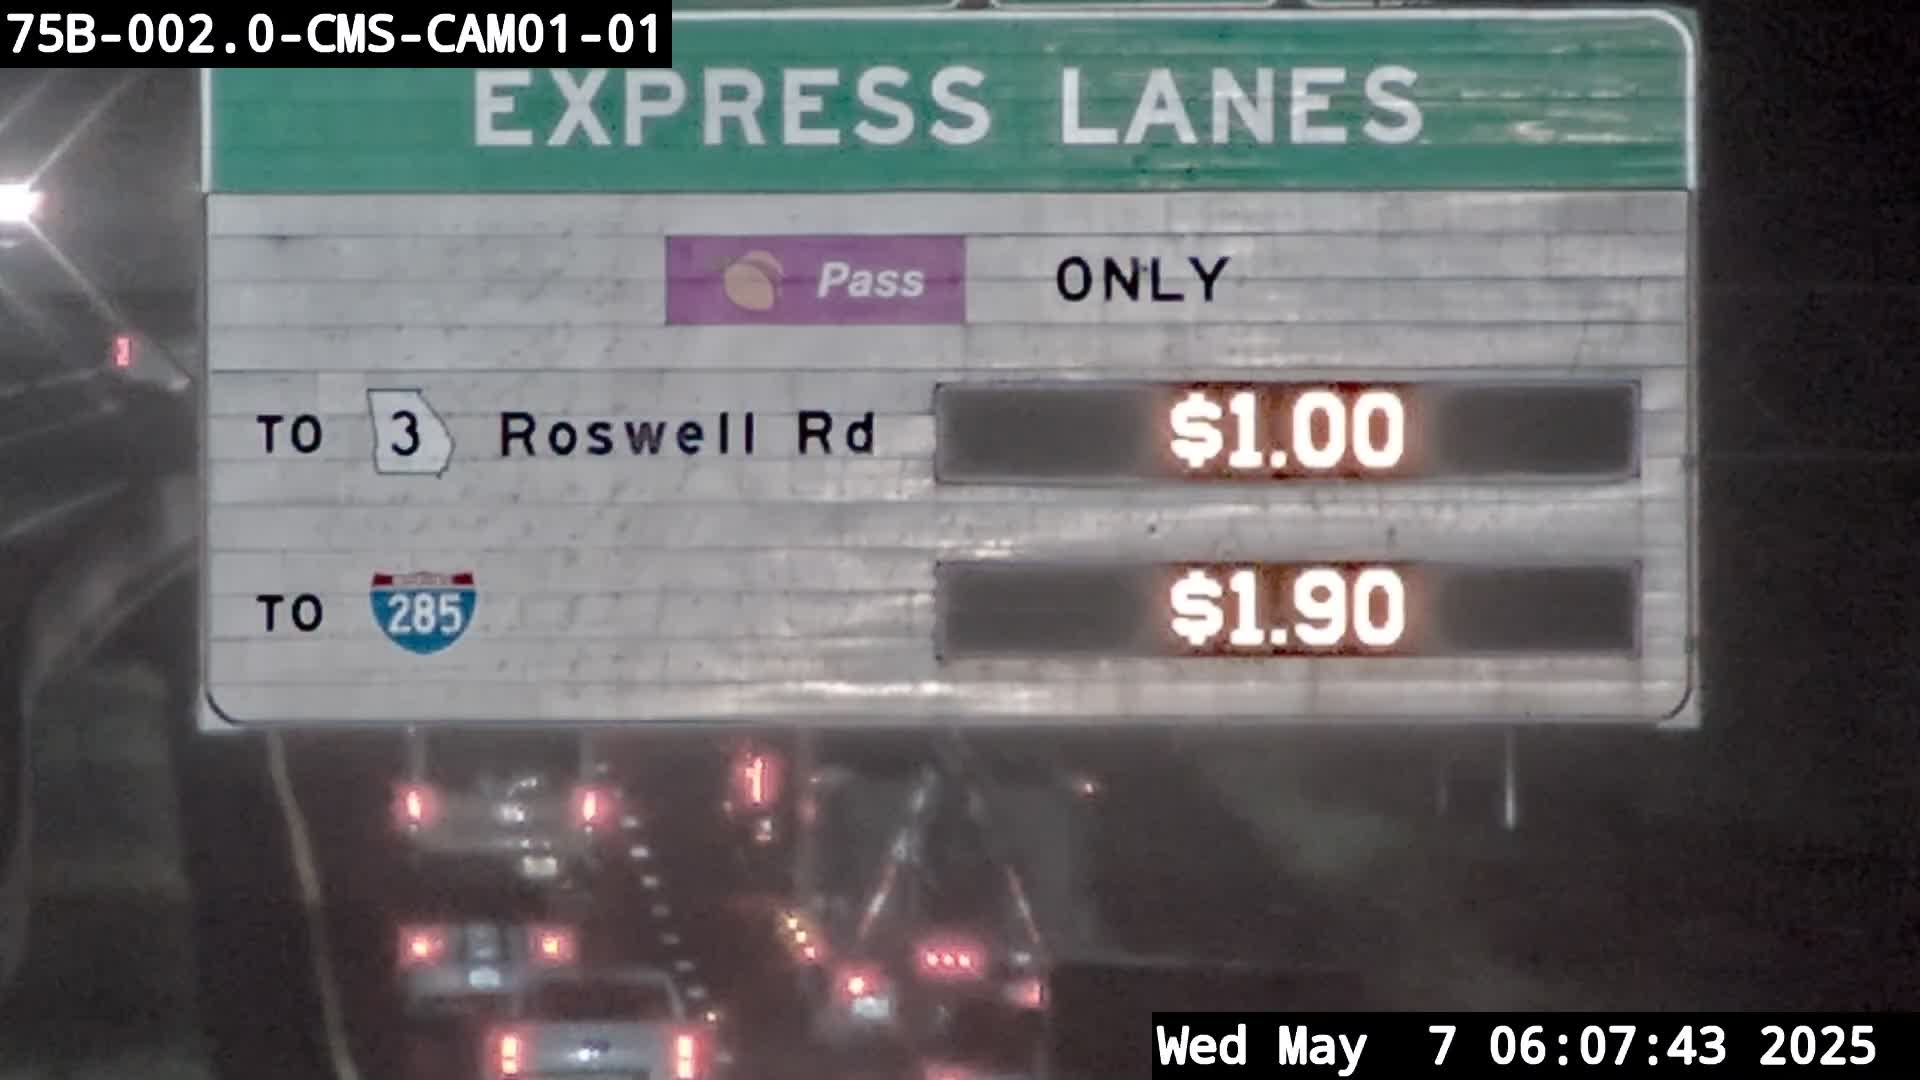 75B-002.0-CMS-CAM01-01
EXPRESS LANES
Pass ONLY
TO 3 Roswell Rd $1.00
TO 285 $1.90
Wed May 7 06:07:43 2025